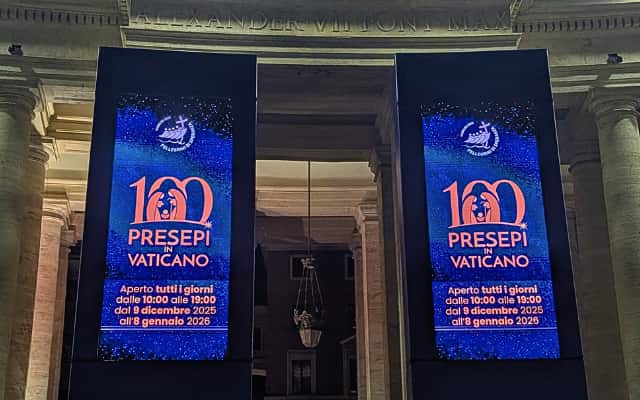 ALEXANDER VII PONT MAX
100
PRESEPI
IN
VATICANO
Aperto tutti i giorni
dalle 10:00 alle 19:00
dal 9 dicembre 2025
all'8 gennaio 2026
100
PRESEPI
IN
VATICANO
Aperto tutti i giorni
dalle 10:00 alle 19:00
dal 9 dicembre 2025
all'8 gennaio 2026